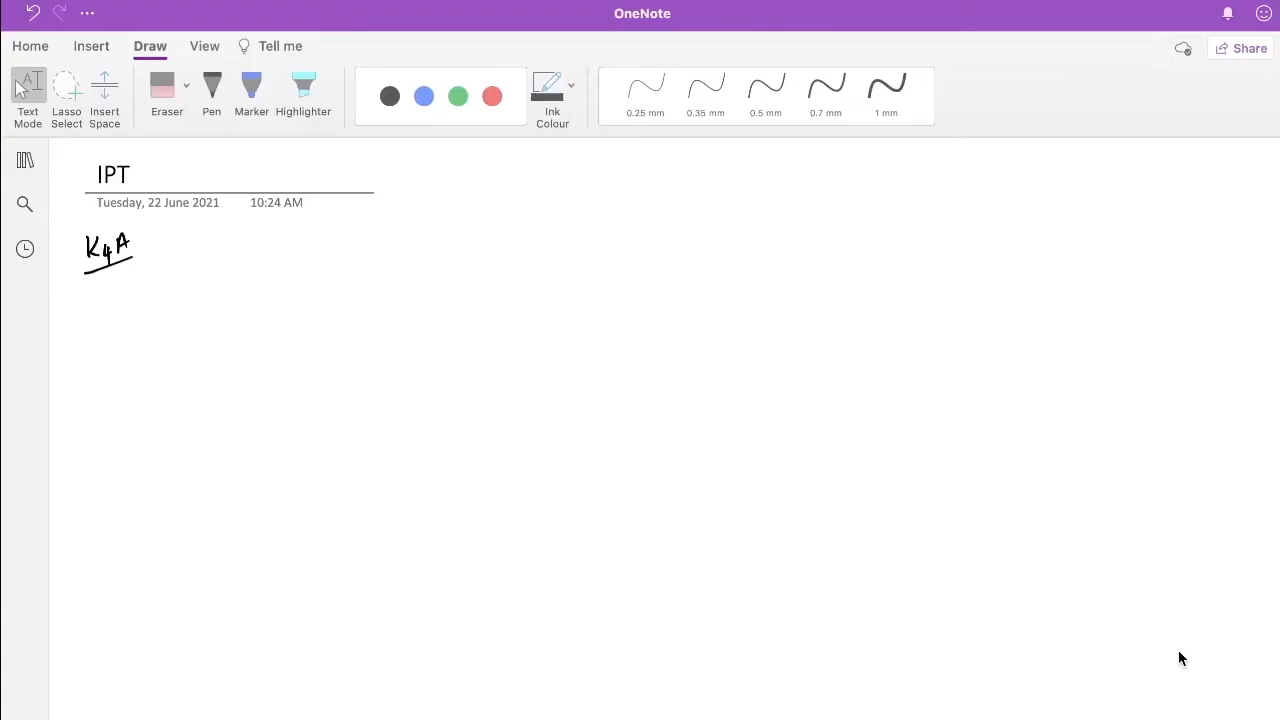 OneNote
Home Insert Draw View Tell me
Share
Text Mode
Lasso Select
Insert Space
Eraser
Pen
Marker
Highlighter
Ink Colour
0.25 mm 0.35 mm 0.5 mm 0.7 mm 1 mm
IPT
Tuesday, 22 June 2021 10:24 AM
K4A